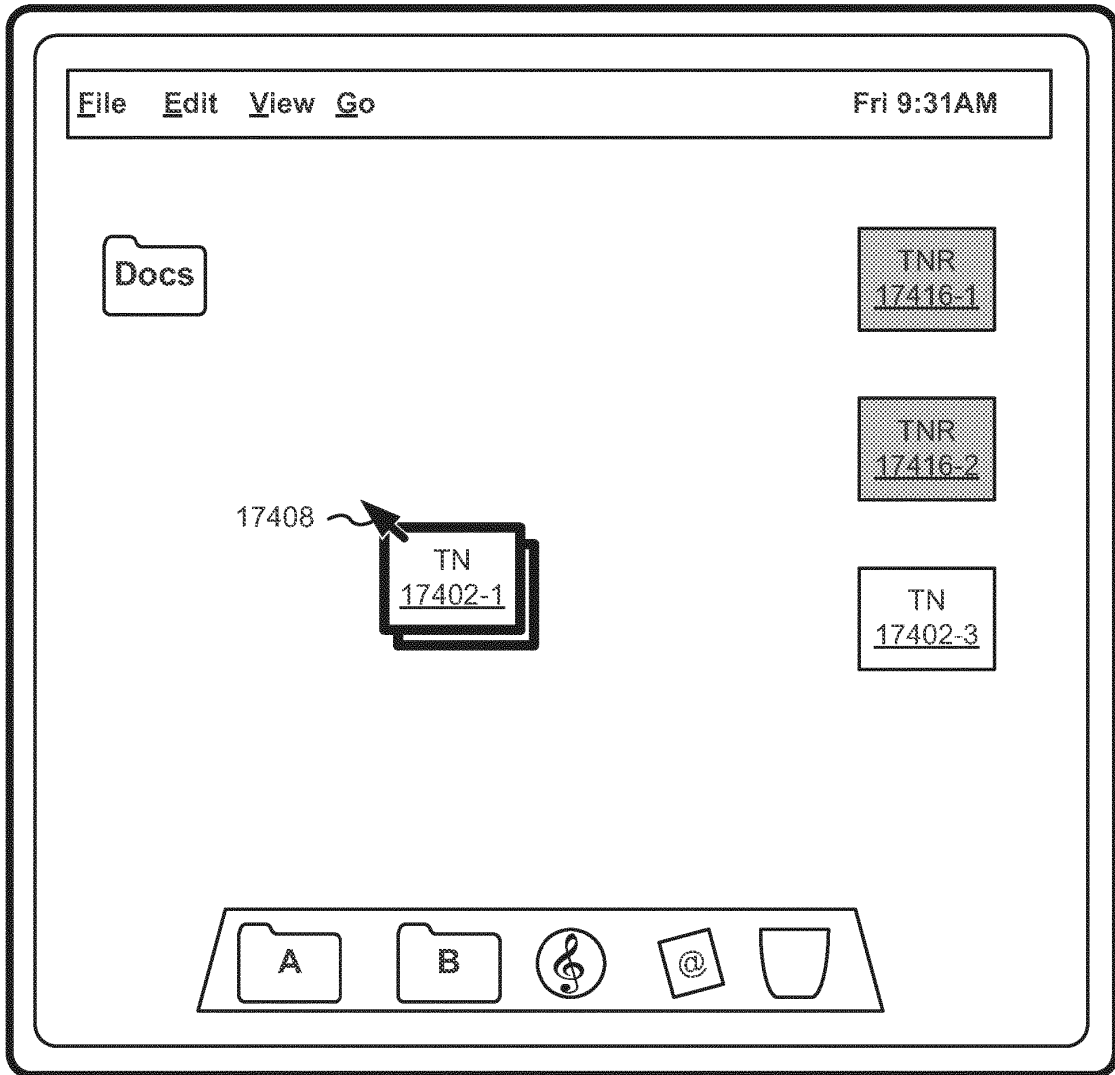 File Edit View Go Fri 9:31AM
Docs
TNR
17416-1
TNR
17416-2
17408
TN
17402-1
TN
17402-3
A B @